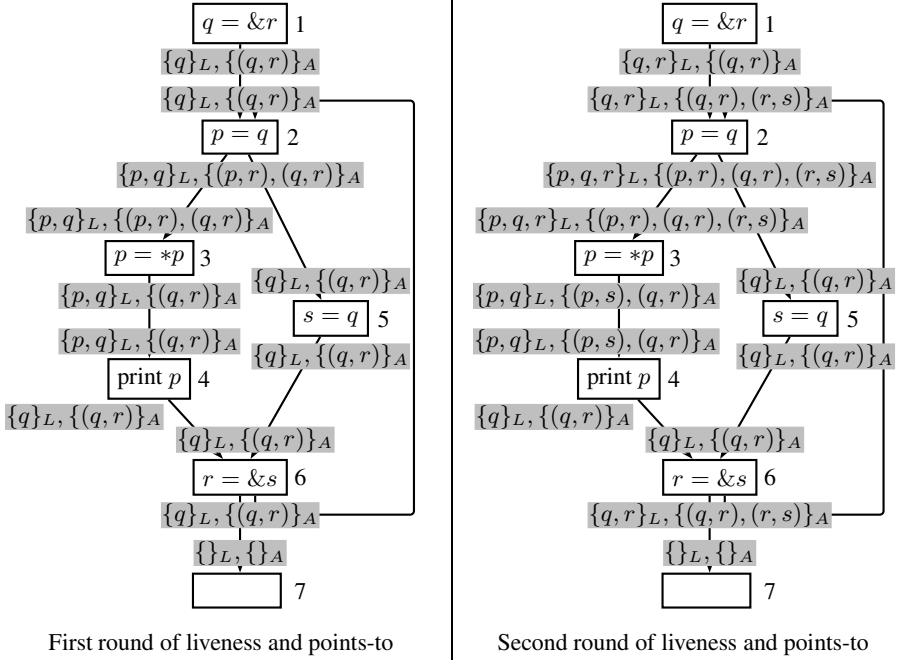 q = &r 1
{q}L, {(q, r)}A
{q}L, {(q, r)}A
p = q 2
{p, q}L, {(p, r), (q, r)}A
{p, q}L, {(p, r), (q, r)}A
p = ∗p 3
{q}L, {(q, r)}A
{p, q}L, {(q, r)}A
s = q 5
{p, q}L, {(q, r)}A
{q}L, {(q, r)}A
print p 4
{q}L, {(q, r)}A
{q}L, {(q, r)}A
r = &s 6
{q}L, {(q, r)}A
{}L, {}A
7
First round of liveness and points-to
q = &r 1
{q, r}L, {(q, r)}A
{q, r}L, {(q, r), (r, s)}A
p = q 2
{p, q, r}L, {(p, r), (q, r), (r, s)}A
{p, q, r}L, {(p, r), (q, r), (r, s)}A
p = ∗p 3
{q}L, {(q, r)}A
{p, q}L, {(p, s), (q, r)}A
s = q 5
{p, q}L, {(p, s), (q, r)}A
{q}L, {(q, r)}A
print p 4
{q}L, {(q, r)}A
{q}L, {(q, r)}A
r = &s 6
{q, r}L, {(q, r), (r, s)}A
{}L, {}A
7
Second round of liveness and points-to